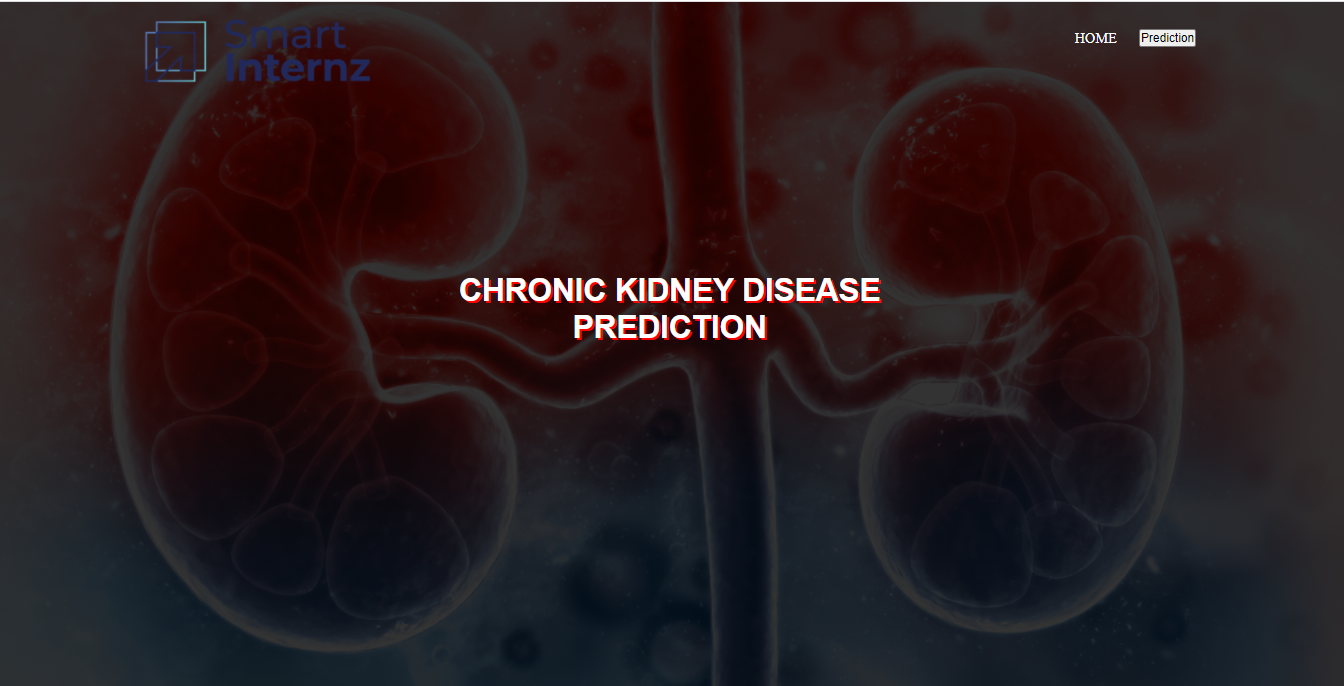 Smart
Internz
HOME
Prediction
CHRONIC KIDNEY DISEASE
PREDICTION